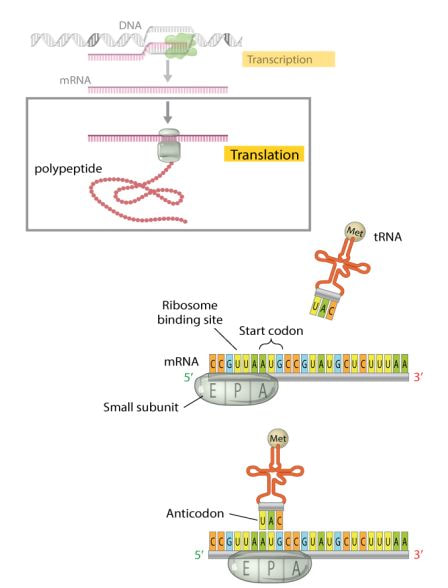 DNA
Transcription
mRNA
Translation
polypeptide
Met
tRNA
UAC
Ribosome
binding site
Start codon
mRNA
CCGUUAAUGCCGUAUGCUCUUUAA
5' 3'
E P A
Small subunit
Met
Anticodon
UAC
CCGUUAAUGCCGUAUGCUCUUUAA
5' 3'
E P A